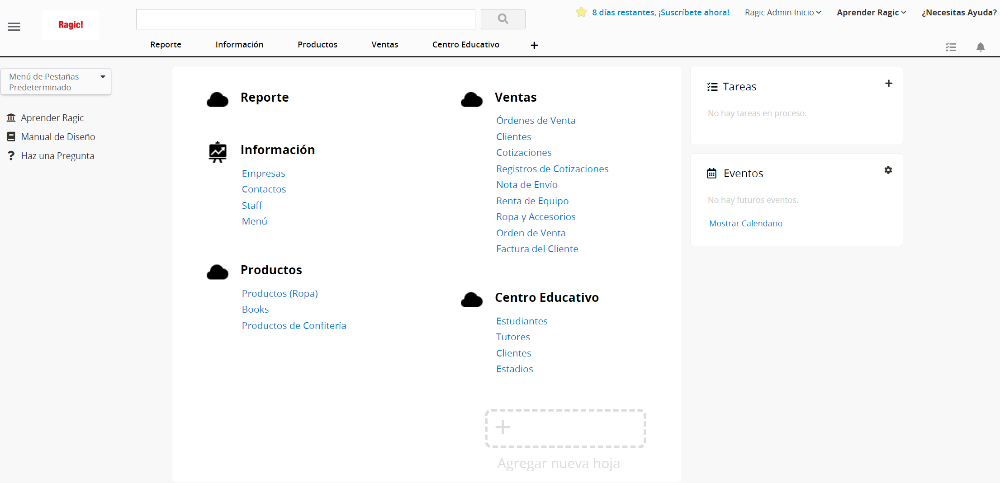 Ragic!
8 días restantes, ¡Suscríbete ahora!
Ragic Admin Inicio
Aprender Ragic
¿Necesitas Ayuda?
Reporte
Información
Productos
Ventas
Centro Educativo
Menú de Pestañas
Predeterminado
Aprender Ragic
Manual de Diseño
Haz una Pregunta
Reporte
Información
Empresas
Contactos
Staff
Menú
Productos
Productos (Ropa)
Books
Productos de Confitería
Ventas
Órdenes de Venta
Clientes
Cotizaciones
Registros de Cotizaciones
Nota de Envío
Renta de Equipo
Ropa y Accesorios
Orden de Venta
Factura del Cliente
Centro Educativo
Estudiantes
Tutores
Clientes
Estadios
Agregar nueva hoja
Tareas
No hay tareas en proceso.
Eventos
No hay futuros eventos.
Mostrar Calendario